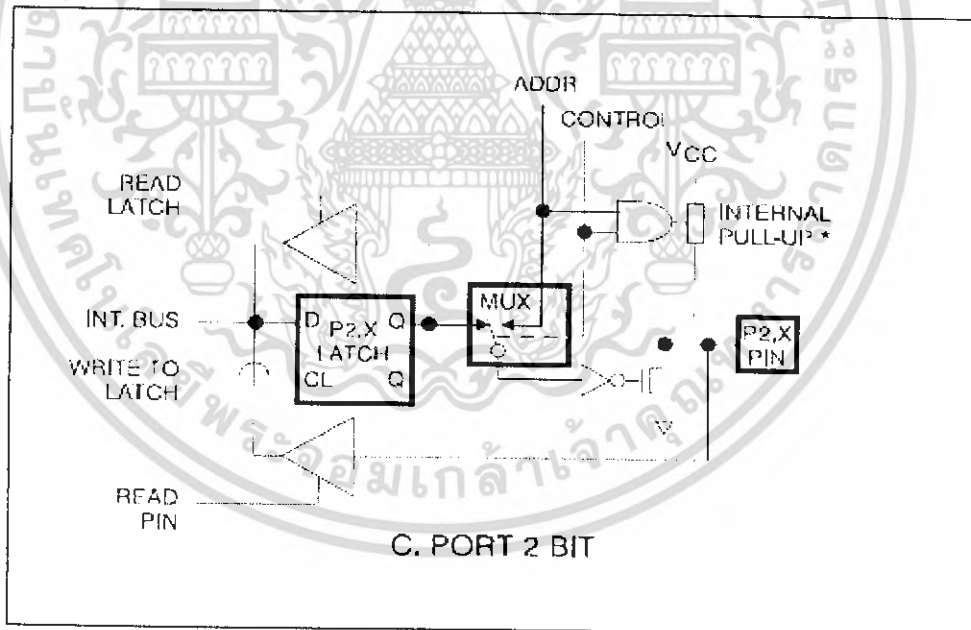 ADDR
CONTROL
VCC
READ
LATCH
INTERNAL
PULL-UP *
MUX
INT. BUS
D P2.X Q
LATCH
CL Q
P2.X
PIN
WRITE TO
LATCH
READ
PIN
C. PORT 2 BIT